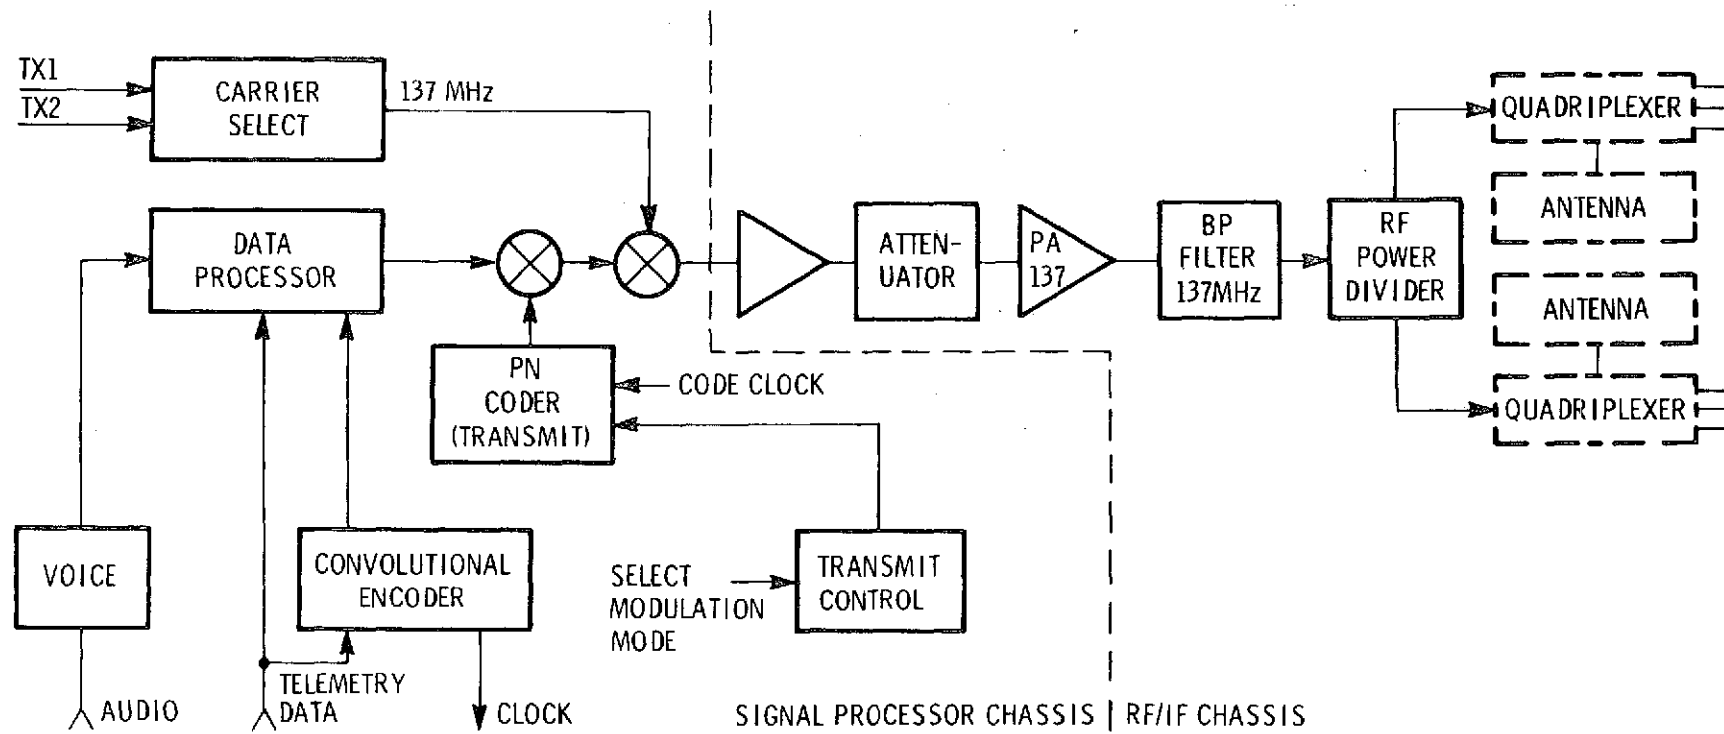 TX1
TX2
CARRIER
SELECT
137 MHz
QUADRIPLEXER
ANTENNA
DATA
PROCESSOR
ATTEN-
UATOR
PA
137
BP
FILTER
137MHz
RF
POWER
DIVIDER
ANTENNA
QUADRIPLEXER
PN
CODER
(TRANSMIT)
CODE CLOCK
VOICE
CONVOLUTIONAL
ENCODER
SELECT
MODULATION
MODE
TRANSMIT
CONTROL
AUDIO
TELEMETRY
DATA
CLOCK
SIGNAL PROCESSOR CHASSIS
RF/IF CHASSIS